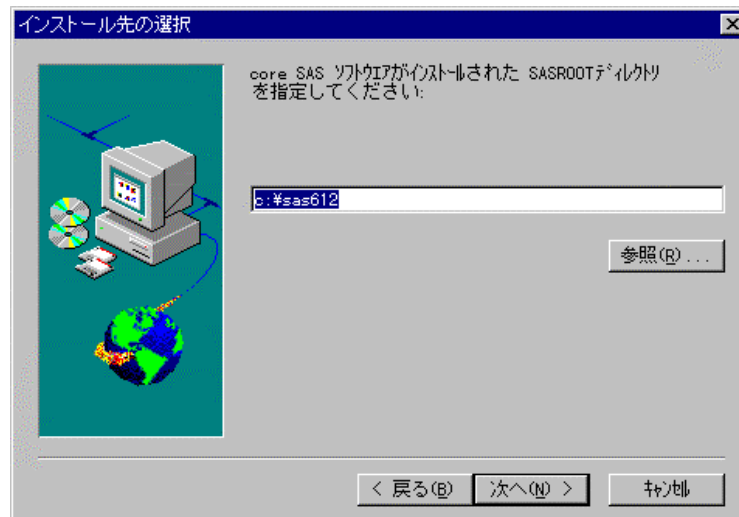 インストール先の選択
core SAS ソフトウエアがインストールされた SASROOTディレクトリ
を指定してください:
c:¥sas612
参照(R)...
< 戻る(B)
次へ(N) >
キャンセル